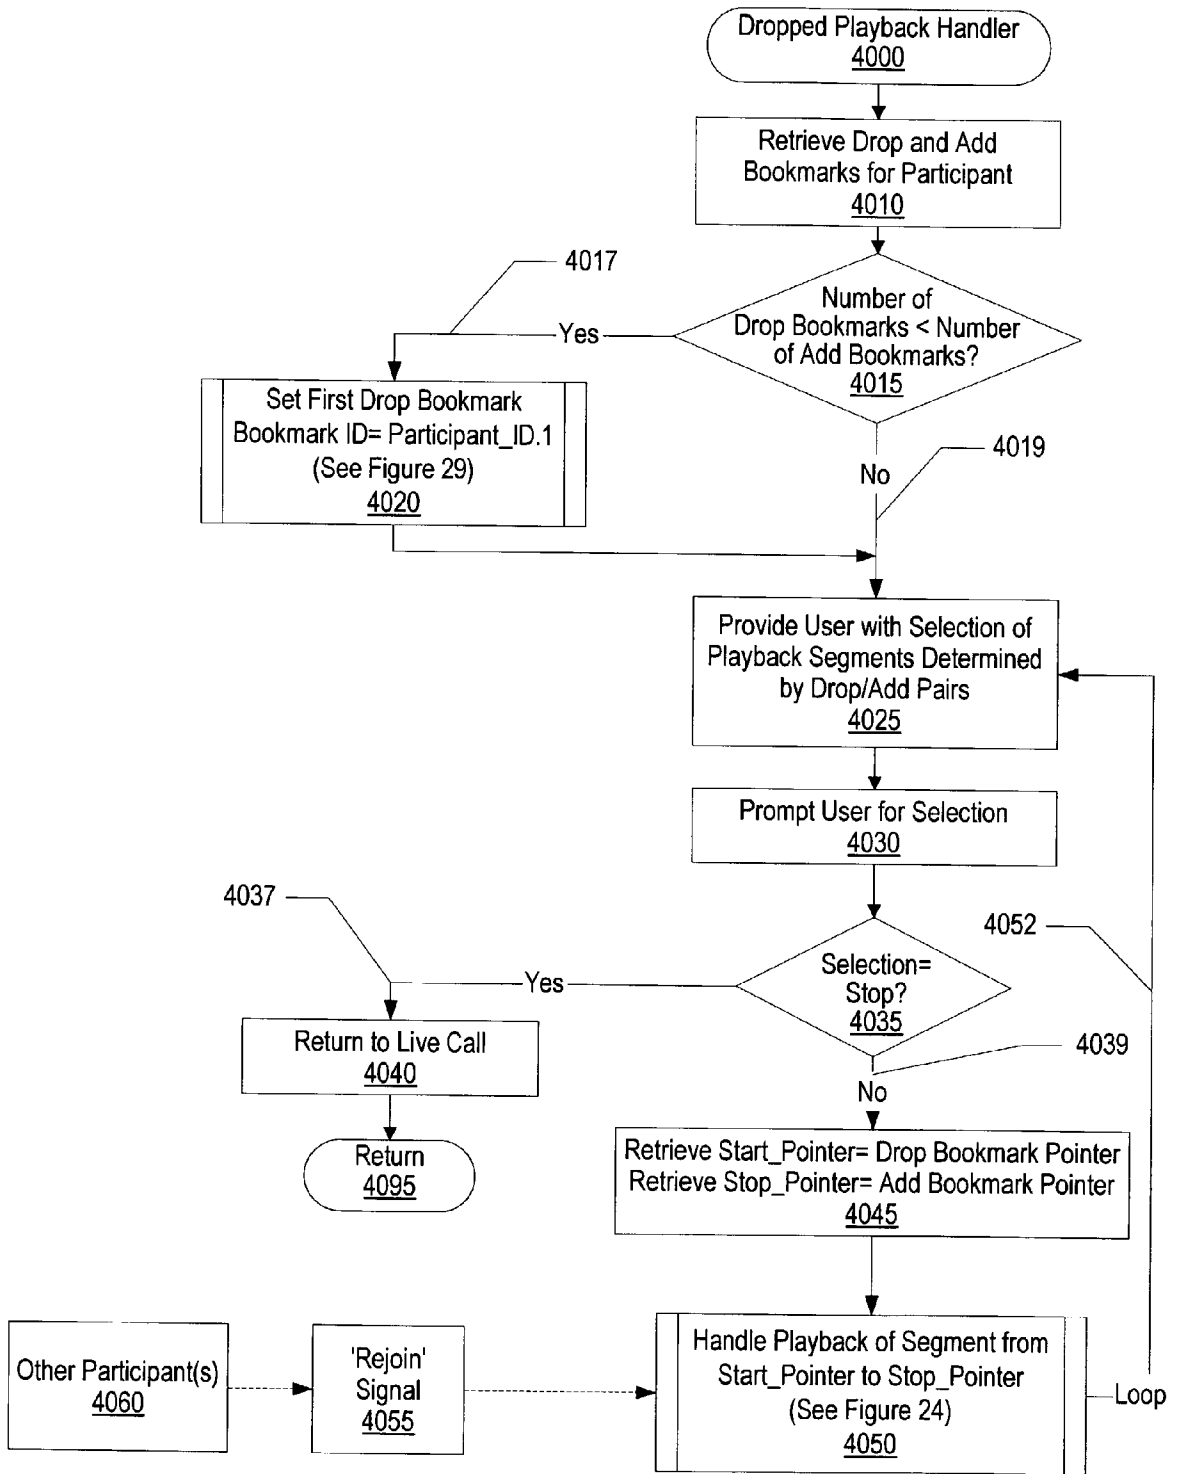 Dropped Playback Handler
4000
Retrieve Drop and Add
Bookmarks for Participant
4010
4017
Number of
Drop Bookmarks < Number
of Add Bookmarks?
4015
Yes
Set First Drop Bookmark
Bookmark ID= Participant_ID.1
(See Figure 29)
4020
4019
No
Provide User with Selection of
Playback Segments Determined
by Drop/Add Pairs
4025
Prompt User for Selection
4030
4037
4052
Selection=
Stop?
4035
Yes
Return to Live Call
4040
4039
No
Return
4095
Retrieve Start_Pointer= Drop Bookmark Pointer
Retrieve Stop_Pointer= Add Bookmark Pointer
4045
Other Participant(s)
4060
'Rejoin'
Signal
4055
Handle Playback of Segment from
Start_Pointer to Stop_Pointer
(See Figure 24)
4050
Loop